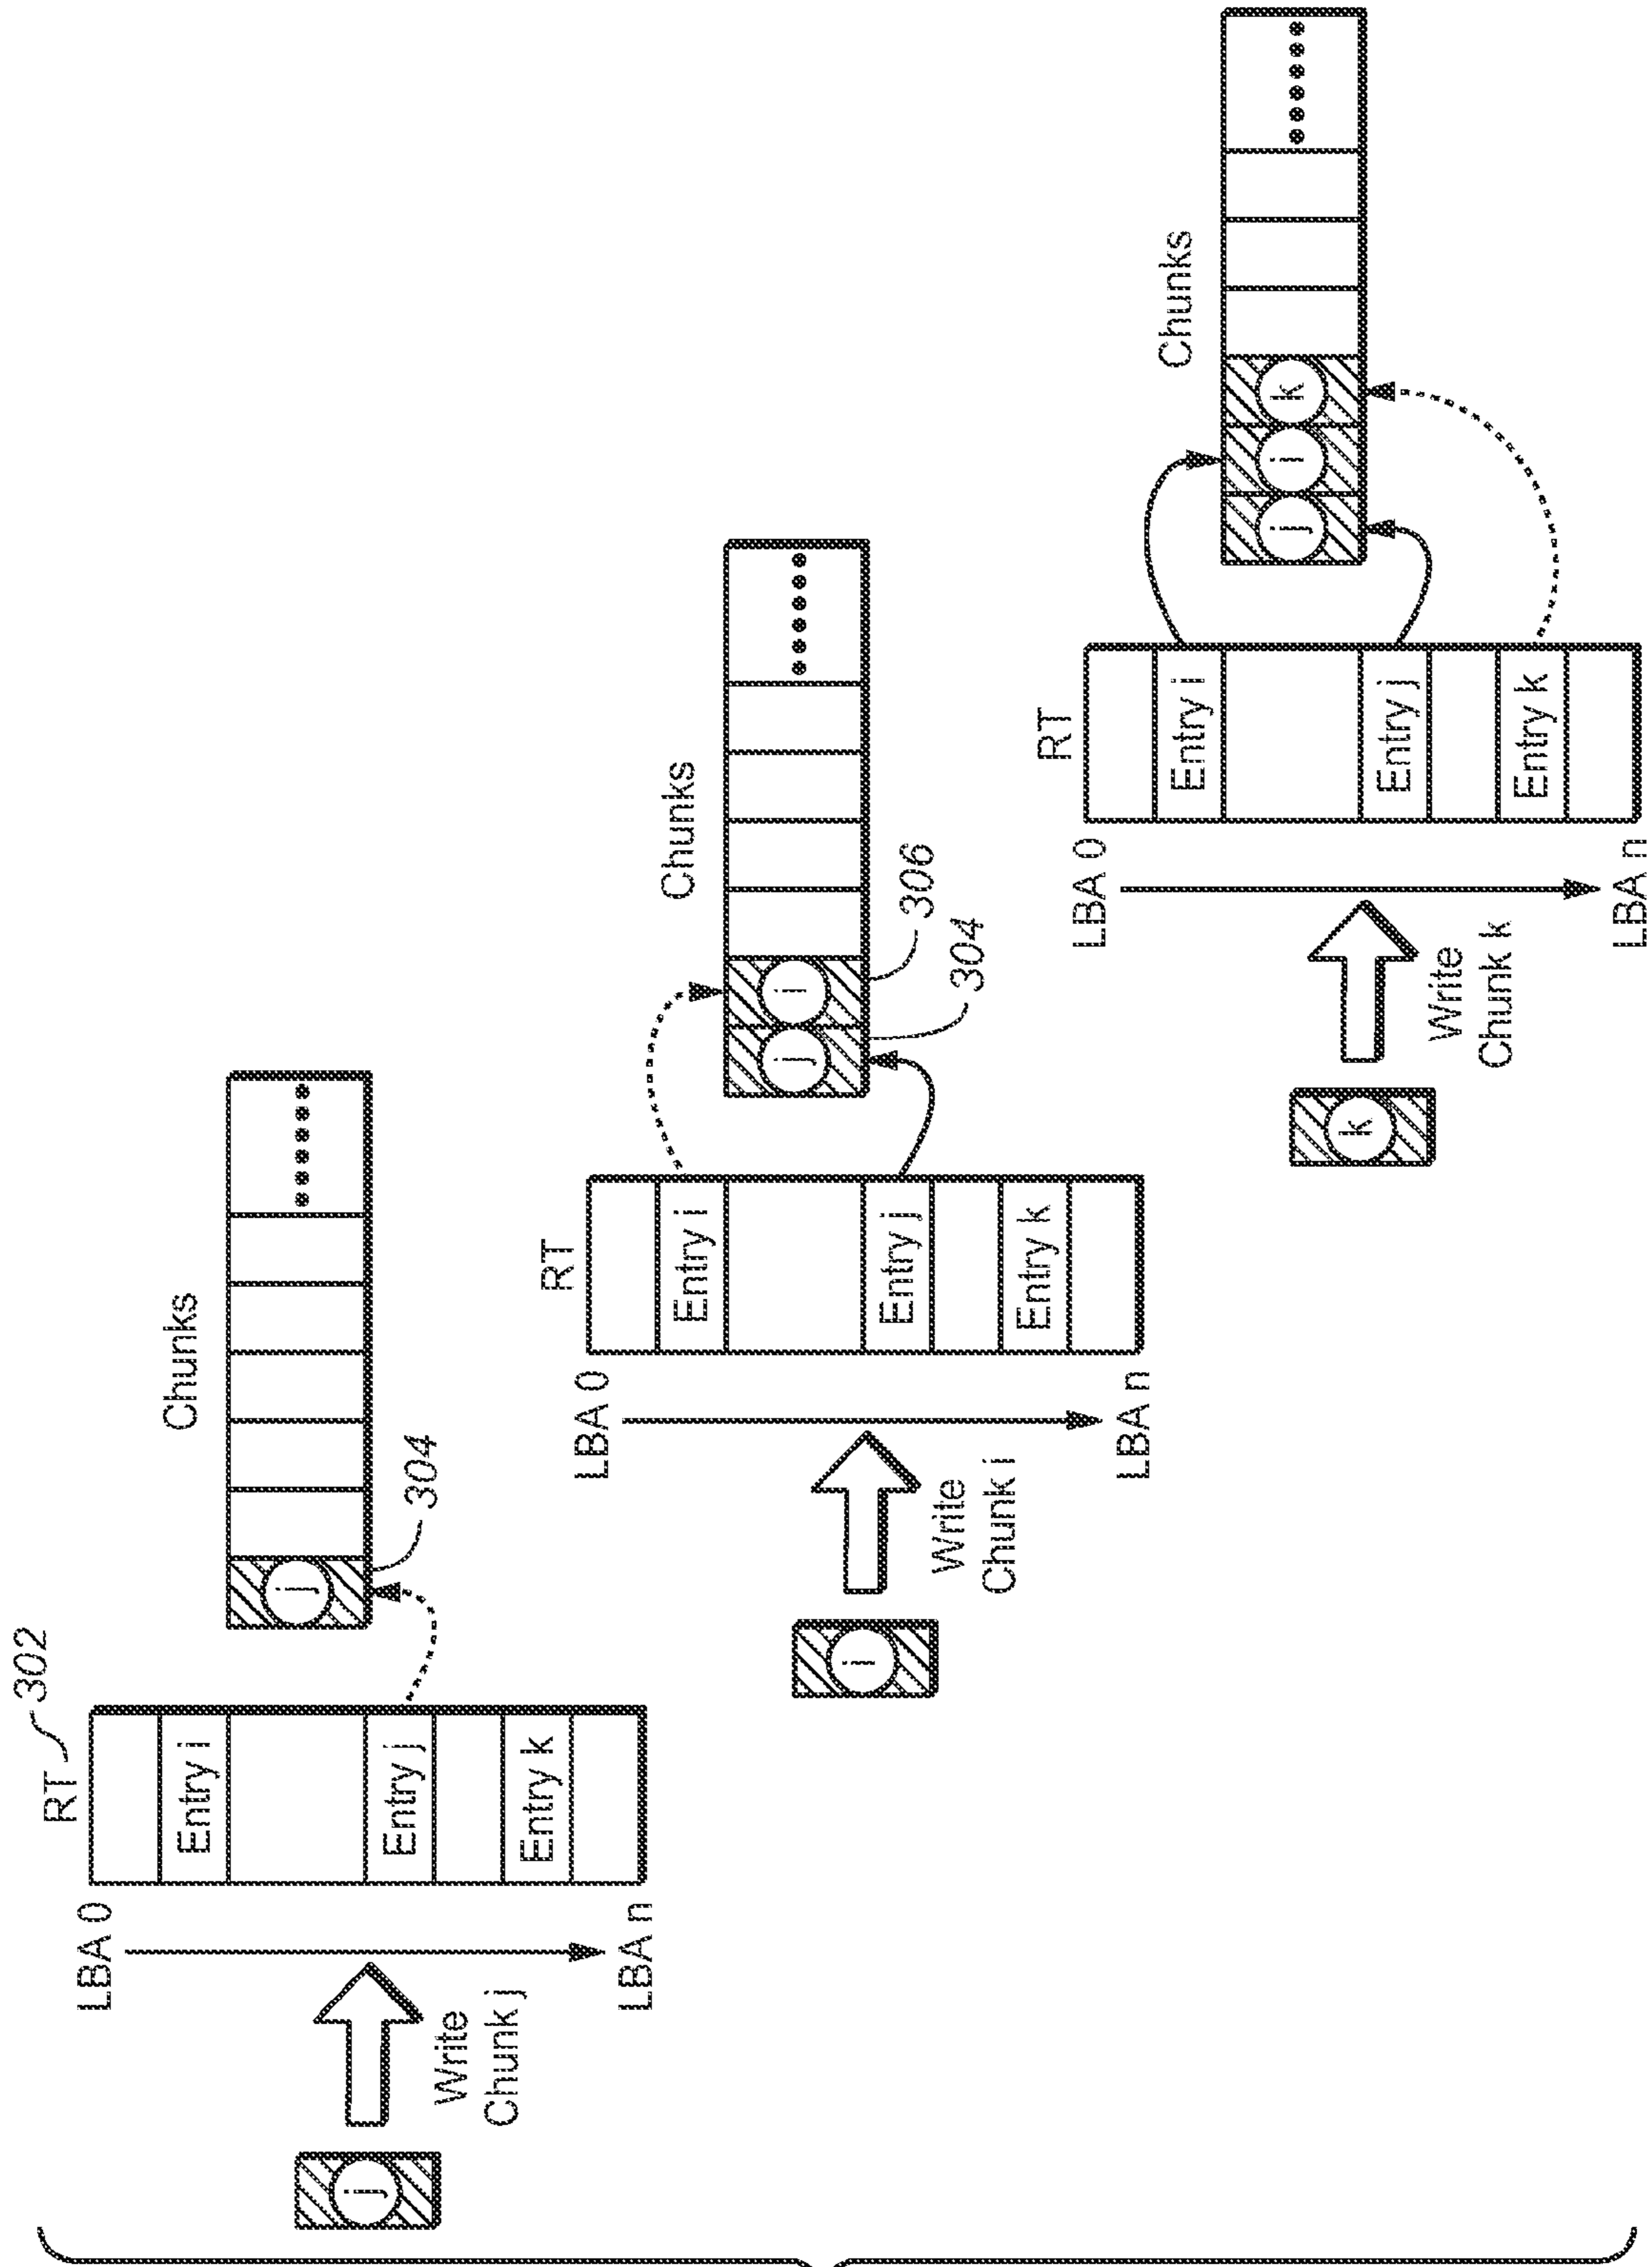 RT 302
LBA 0
Entry i
Entry j
Entry k
LBA n
j
Write
Chunk j
Chunks
j
304
RT
LBA 0
Entry i
Entry j
Entry k
LBA n
i
Write
Chunk i
Chunks
j i
306
304
RT
LBA 0
Entry i
Entry j
Entry k
LBA n
k
Write
Chunk k
Chunks
j i k